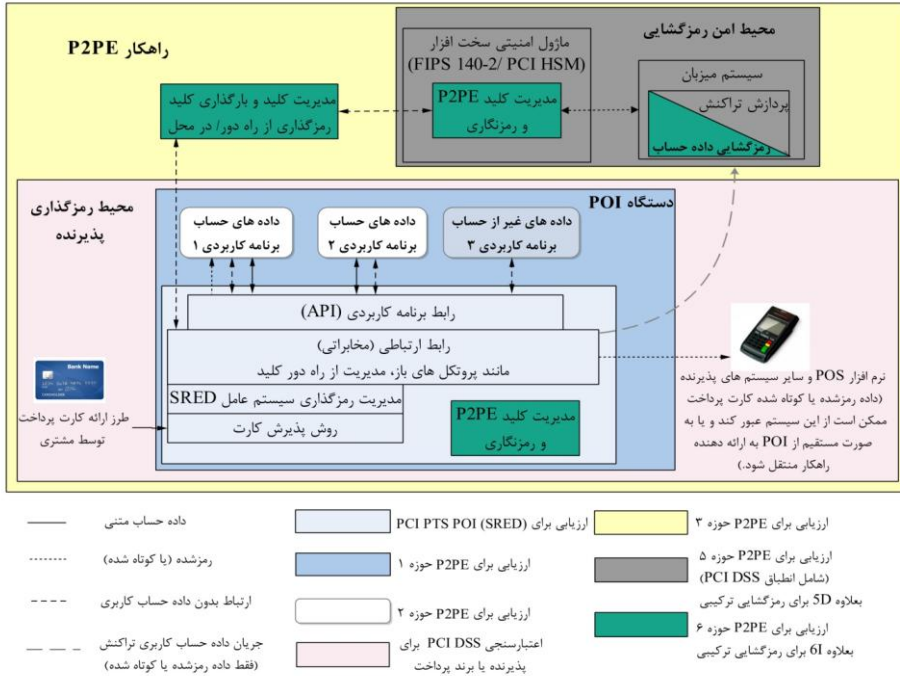 راهکار P2PE
محیط امن رمزگشایی
ماژول امنیتی سخت افزار
(FIPS 140-2/ PCI HSM)
مدیریت کلید P2PE
و رمزنگاری
سیستم میزبان
پردازش تراکنش
رمزگشایی داده حساب
مدیریت کلید و بارگذاری کلید
رمزگذاری از راه دور/ در محل
دستگاه POI
محیط رمزگذاری
پذیرنده
داده های غیر از حساب
برنامه کاربردی ۳
داده های حساب
برنامه کاربردی ۲
داده های حساب
برنامه کاربردی ۱
رابط برنامه کاربردی (API)
رابط ارتباطی (مخابراتی)
مانند پروتکل های باز، مدیریت از راه دور کلید
مدیریت رمزگذاری سیستم عامل SRED
روش پذیرش کارت
مدیریت کلید P2PE
و رمزنگاری
Bank Name
طرز ارائه کارت پرداخت
توسط مشتری
نرم افزار POS و سایر سیستم های پذیرنده
(داده رمزشده یا کوتاه شده کارت پرداخت
ممکن است از این سیستم عبور کند و یا به
صورت مستقیم از POI به ارائه دهنده
راهکار منتقل شود.)
ارزیابی برای P2PE حوزه ۳
ارزیابی برای P2PE حوزه ۵
(شامل انطباق PCI DSS)
بعلاوه 5D برای رمزگشایی ترکیبی
ارزیابی برای P2PE حوزه ۶
بعلاوه 6I برای رمزگشایی ترکیبی
ارزیابی برای PCI PTS POI (SRED)
ارزیابی برای P2PE حوزه ۱
ارزیابی برای P2PE حوزه ۲
اعتبارسنجی PCI DSS برای
پذیرنده یا برند پرداخت
داده حساب متنی
رمزشده (یا کوتاه شده)
ارتباط بدون داده حساب کاربری
جریان داده حساب کاربری تراکنش
(فقط داده رمزشده یا کوتاه شده)